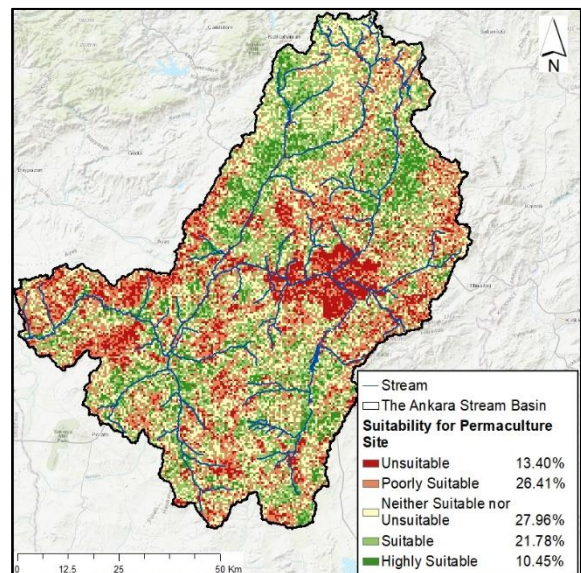 N
Stream
The Ankara Stream Basin
Suitability for Permaculture
Site
Unsuitable 13.40%
Poorly Suitable 26.41%
Neither Suitable nor
Unsuitable 27.96%
Suitable 21.78%
Highly Suitable 10.45%
0 12.5 25 50 Km